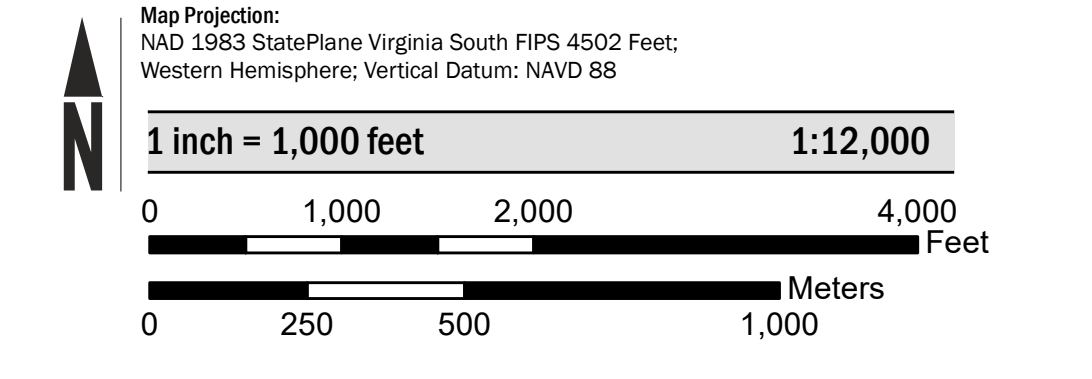 Map Projection:
NAD 1983 StatePlane Virginia South FIPS 4502 Feet;
Western Hemisphere; Vertical Datum: NAVD 88
N
1 inch = 1,000 feet 1:12,000
0 1,000 2,000 4,000
Feet
Meters
0 250 500 1,000